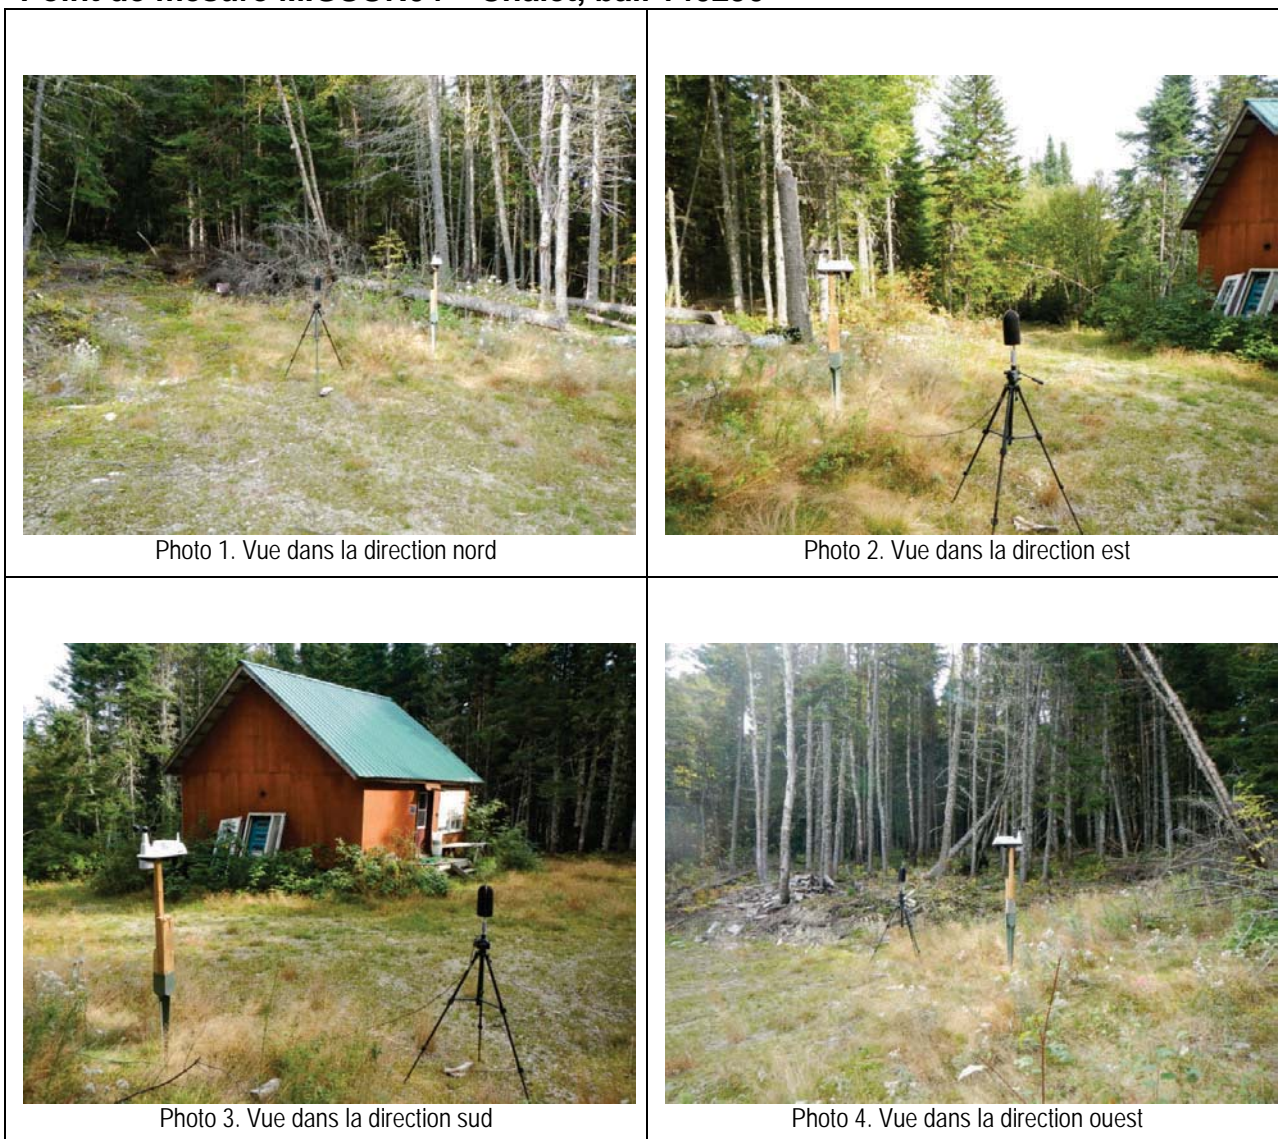 Photo 1. Vue dans la direction nord
Photo 2. Vue dans la direction est
Photo 3. Vue dans la direction sud
Photo 4. Vue dans la direction ouest